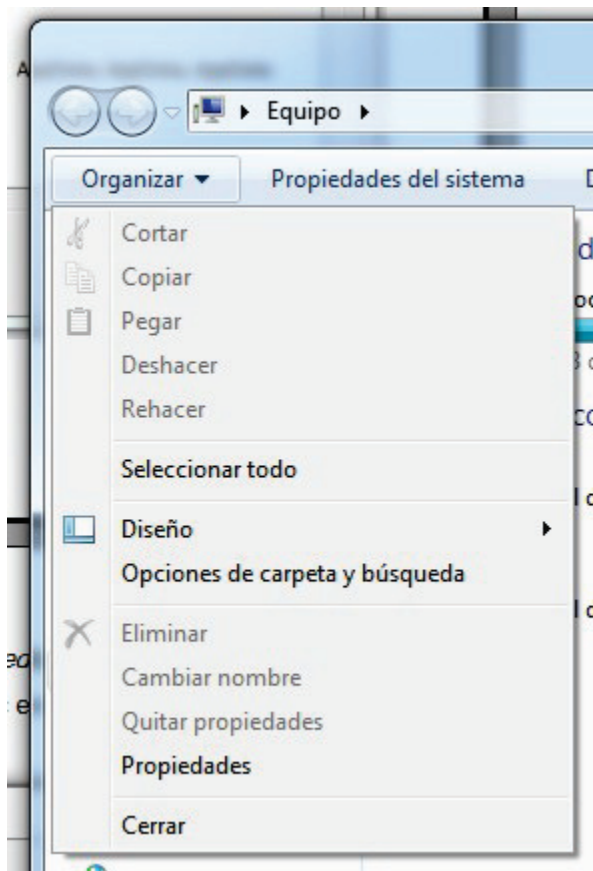 Equipo
Organizar Propiedades del sistema
Cortar
Copiar
Pegar
Deshacer
Rehacer
Seleccionar todo
Diseño
Opciones de carpeta y búsqueda
Eliminar
Cambiar nombre
Quitar propiedades
Propiedades
Cerrar